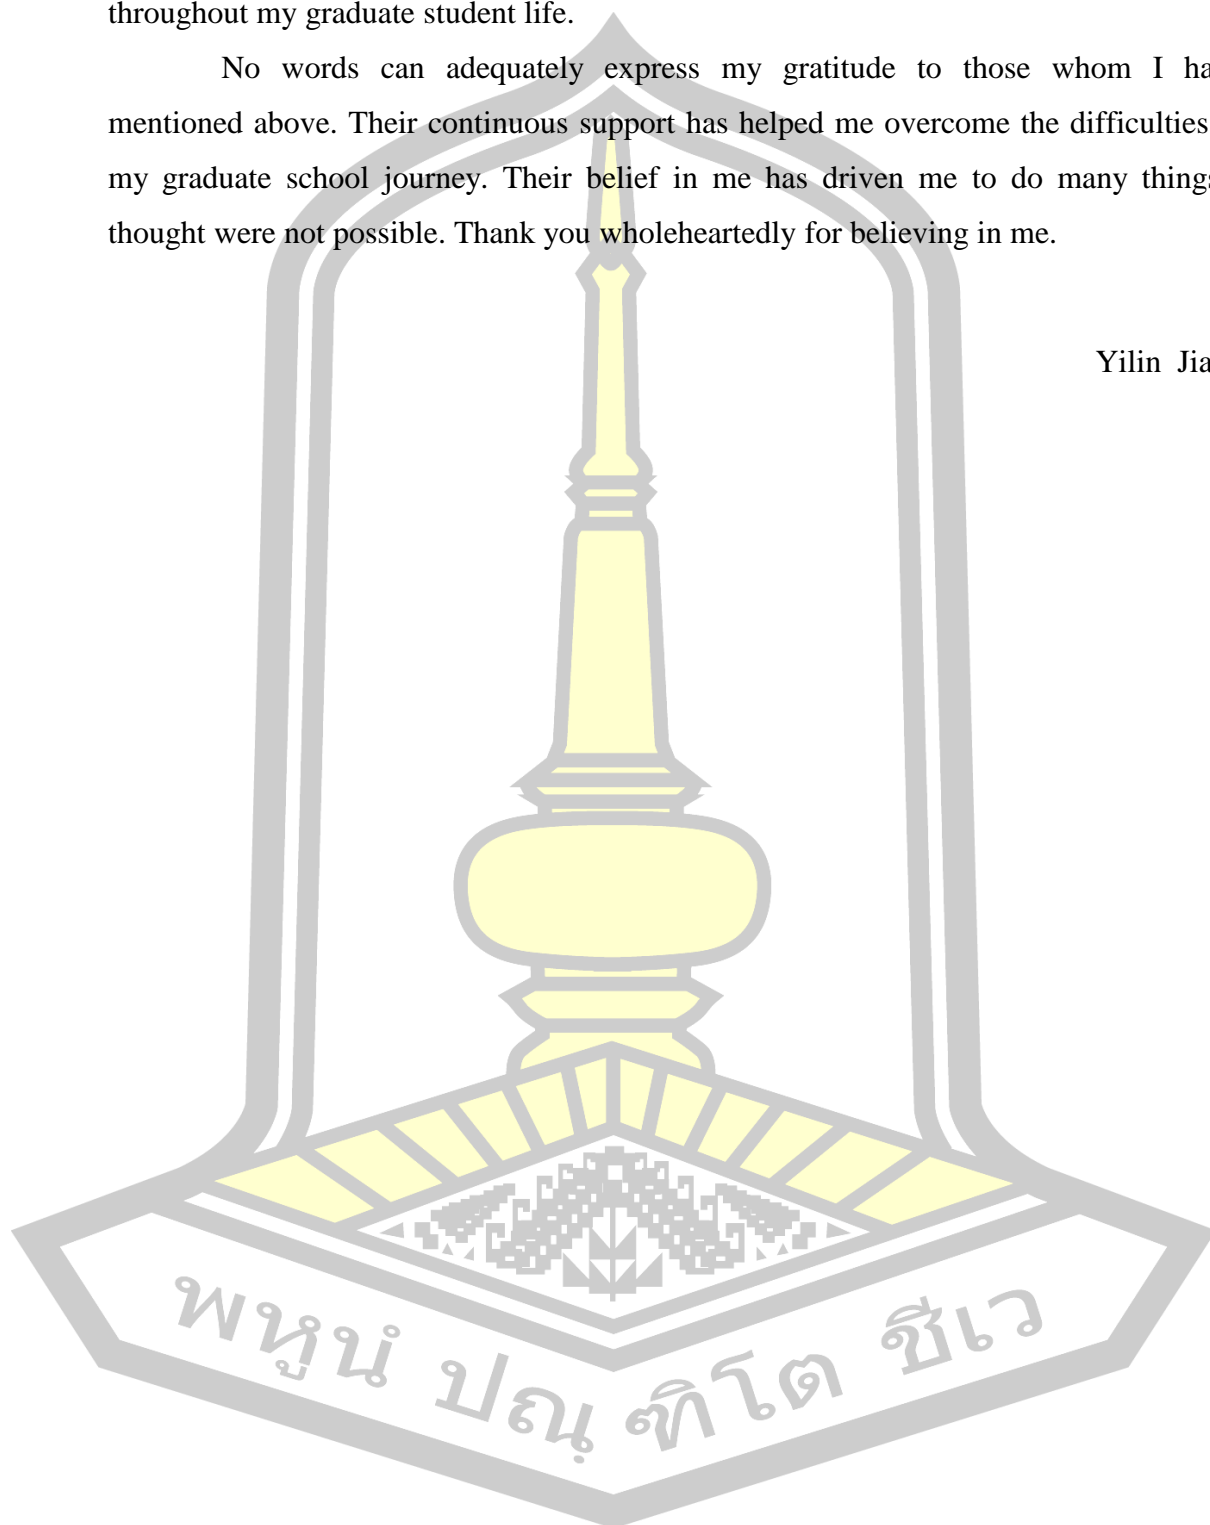 throughout my graduate student life.
No words can adequately express my gratitude to those whom I ha
mentioned above. Their continuous support has helped me overcome the difficulties
my graduate school journey. Their belief in me has driven me to do many things
thought were not possible. Thank you wholeheartedly for believing in me.
Yilin Jia
พหูนํ ปณฺฑิโต ชีเว